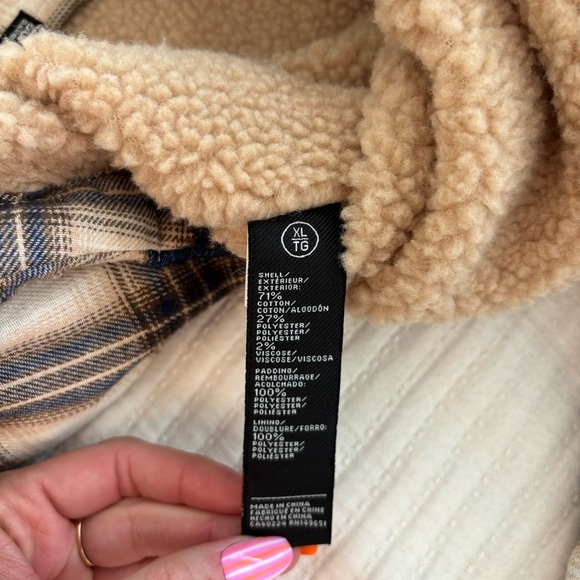 XL
TG
SHELL/
EXTÉRIEUR/
EXTERIOR:
71%
COTTON/
COTON/ALGODÓN
27%
POLYESTER/
POLYESTER/
POLIÉSTER
2%
VISCOSE/
VISCOSE/VISCOSA
PADDING/
REMBOURRAGE/
ACOLCHADO:
100%
POLYESTER/
POLYESTER/
POLIÉSTER
LINING/
DOUBLURE/FORRO:
100%
POLYESTER/
POLYESTER/
POLIÉSTER
MADE IN CHINA
FABRIQUÉ EN CHINE
HECHO EN CHINA